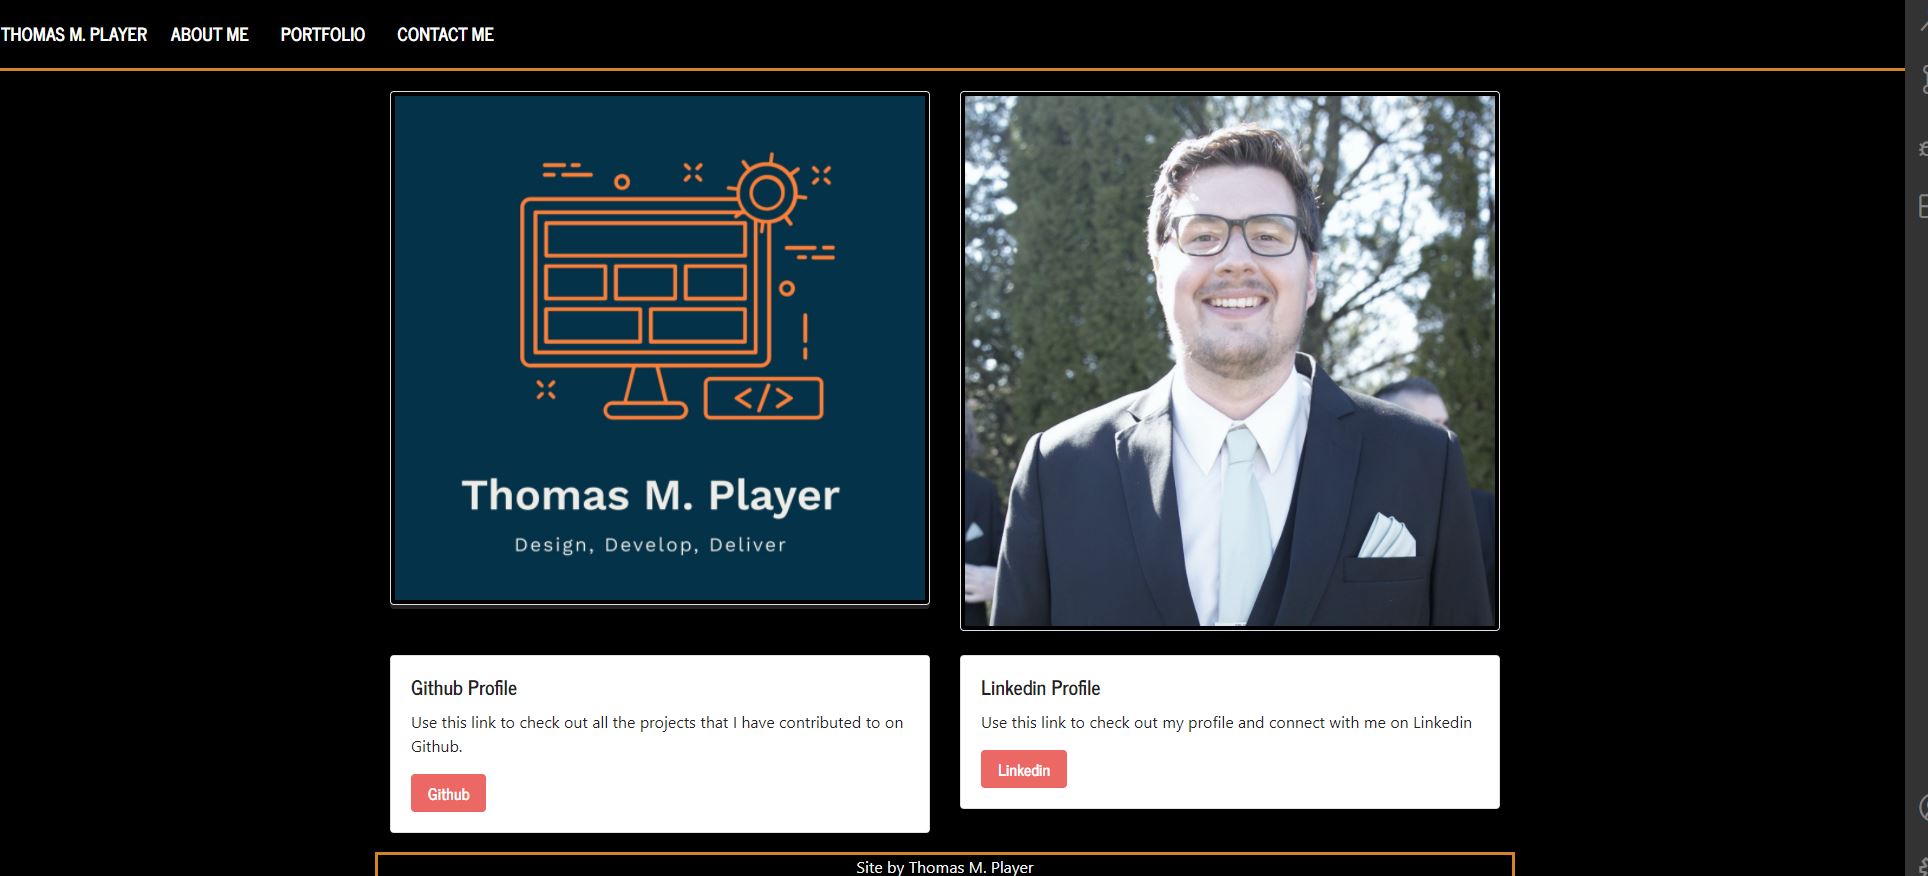 THOMAS M. PLAYER ABOUT ME PORTFOLIO CONTACT ME
</>
Thomas M. Player
Design, Develop, Deliver
Github Profile
Use this link to check out all the projects that I have contributed to on
Github.
Github
Linkedin Profile
Use this link to check out my profile and connect with me on Linkedin
Linkedin
Site by Thomas M. Player